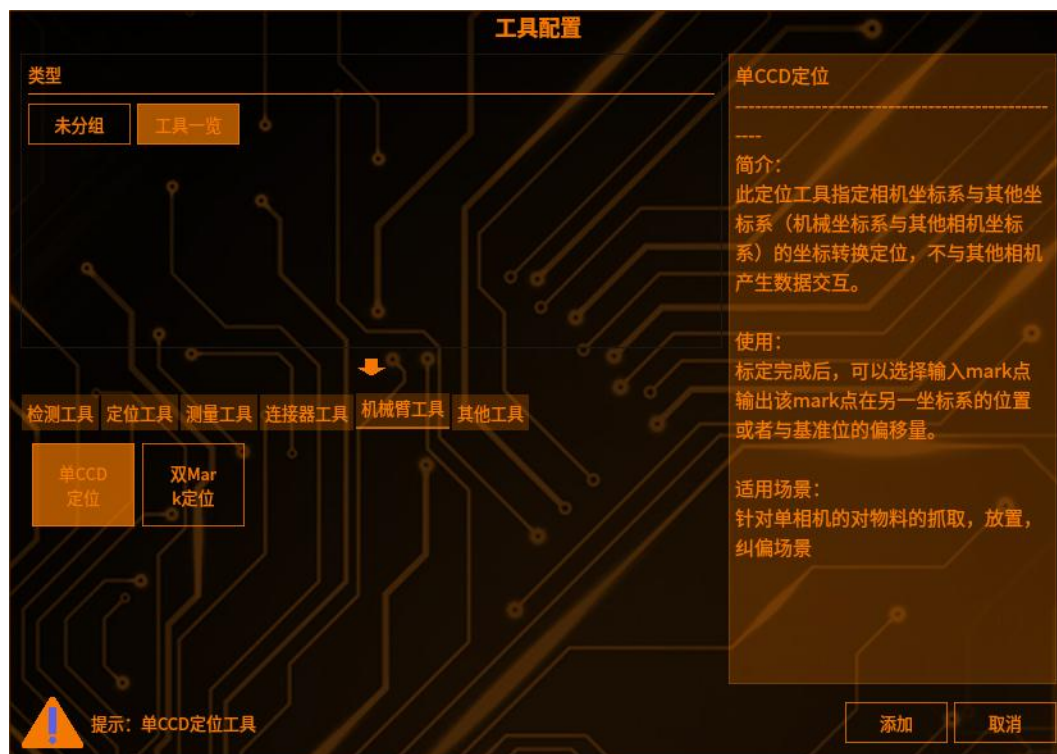 工具配置
类型
未分组
工具一览
检测工具
定位工具
测量工具
连接器工具
机械臂工具
其他工具
单CCD
定位
双Mar
k定位
提示：单CCD定位工具
单CCD定位
-----------------------------------------------
----
简介：
此定位工具指定相机坐标系与其他坐
标系（机械坐标系与其他相机坐标
系）的坐标转换定位，不与其他相机
产生数据交互。
使用：
标定完成后，可以选择输入mark点
输出该mark点在另一坐标系的位置
或者与基准位的偏移量。
适用场景：
针对单相机的对物料的抓取，放置，
纠偏场景
添加
取消